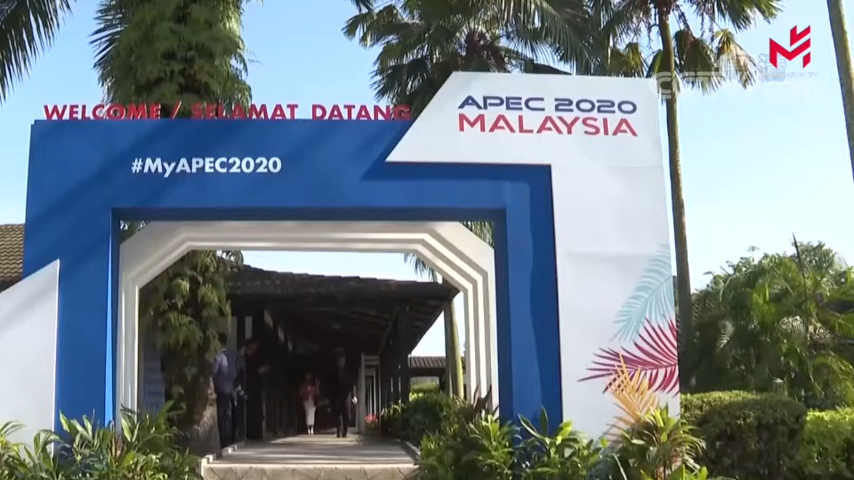 WELCOME / SELAMAT DATANG
APEC 2020
MALAYSIA
#MyAPEC2020